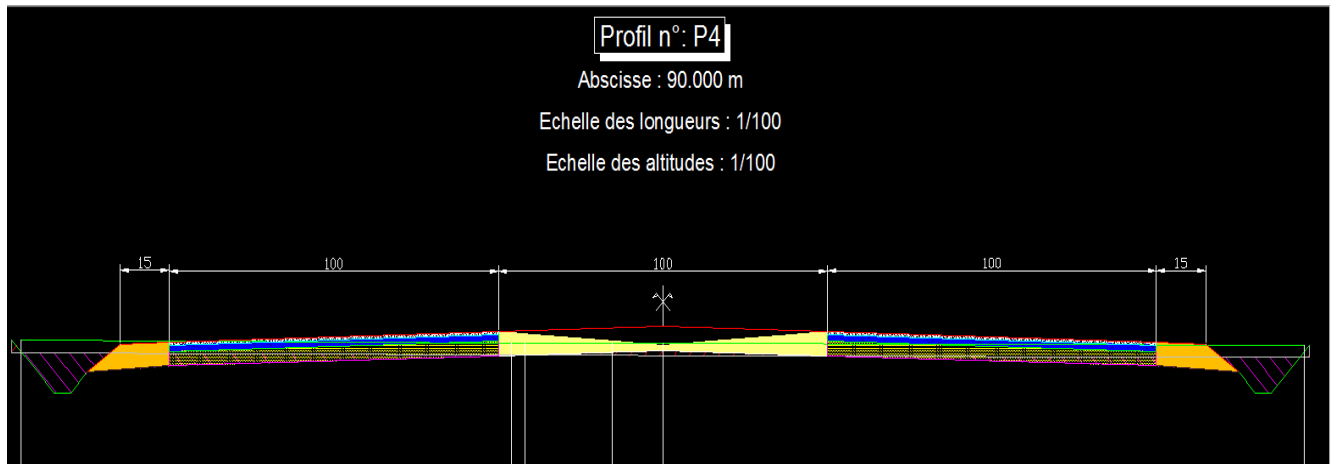 Profil n°: P4
Abscisse : 90.000 m
Echelle des longueurs : 1/100
Echelle des altitudes : 1/100
15 100 100 100 15